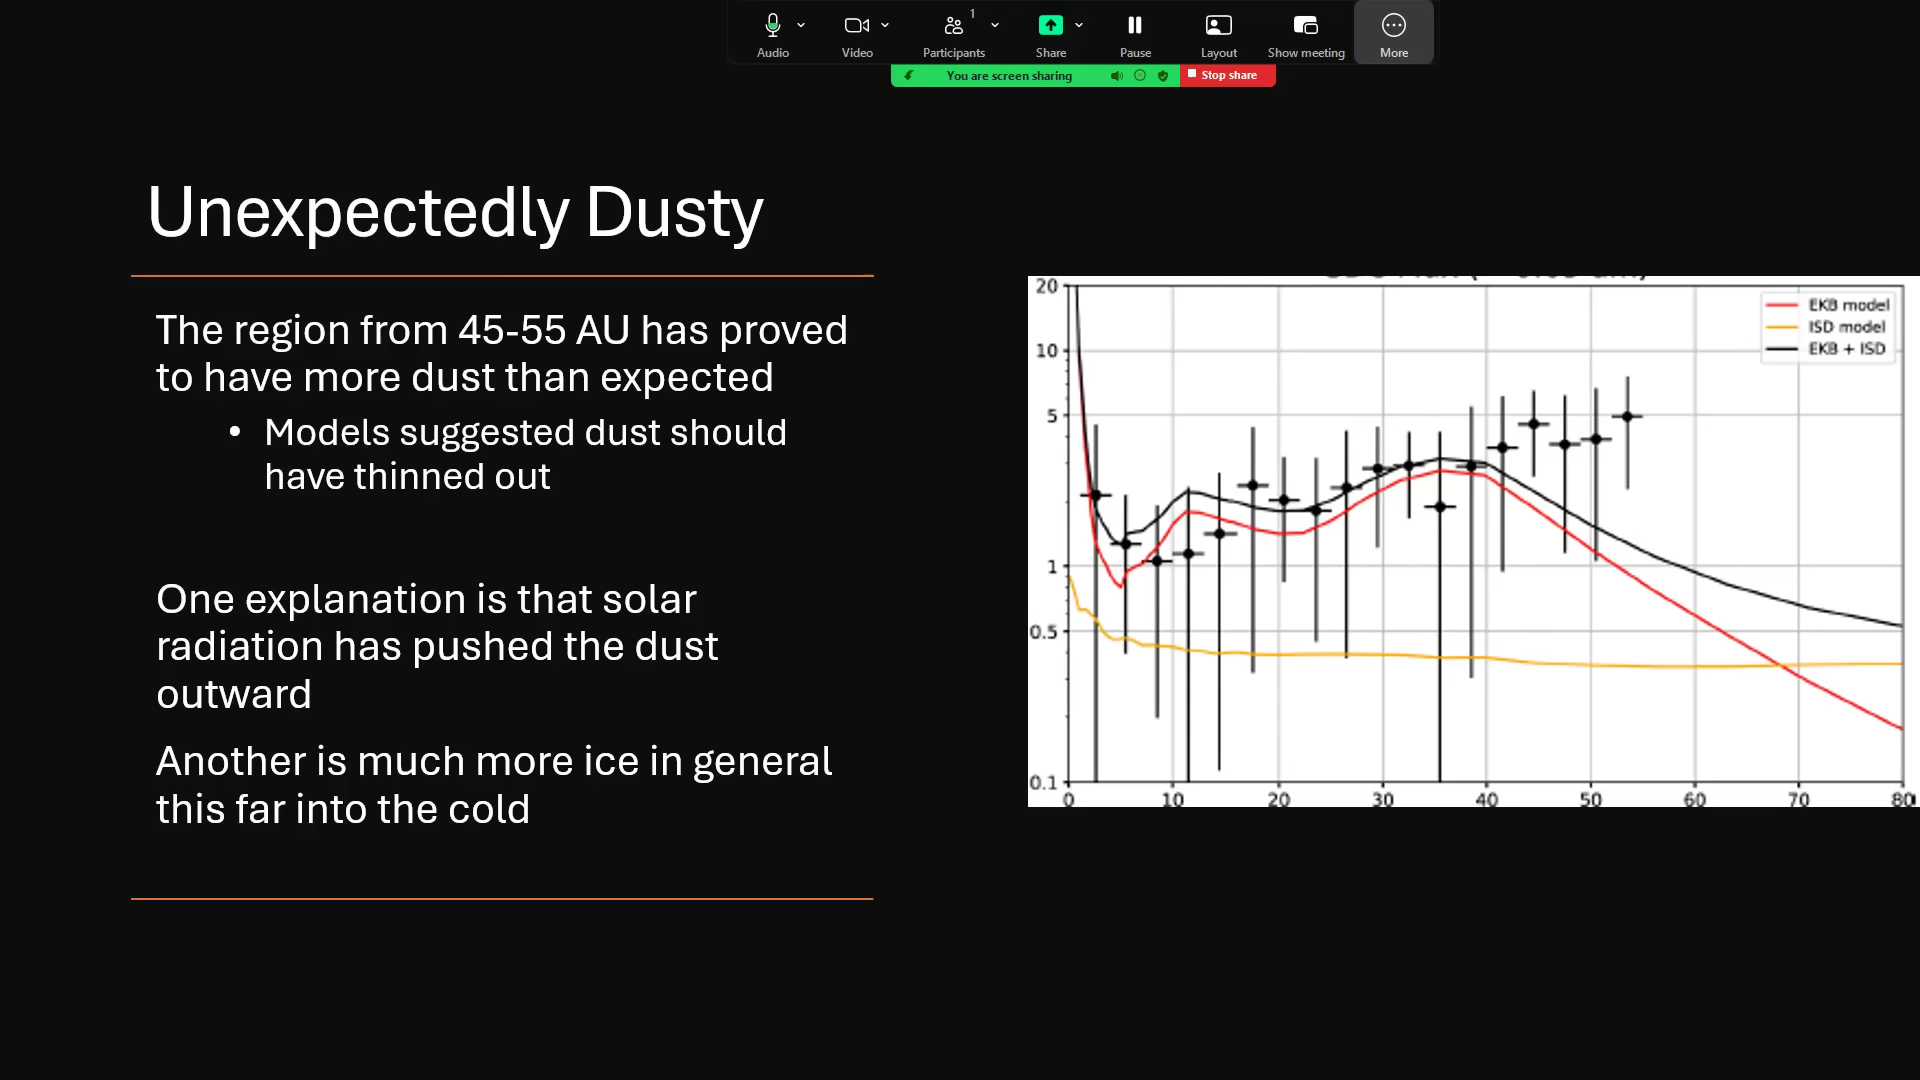 1
Audio
Video
Participants
Share
Pause
Layout
Show meeting
More
You are screen sharing
Stop share
Unexpectedly Dusty
The region from 45-55 AU has proved
to have more dust than expected
• Models suggested dust should
have thinned out
One explanation is that solar
radiation has pushed the dust
outward
Another is much more ice in general
this far into the cold
20
10
5
1
0.5
0.1
EKB model
ISD model
EKB + ISD
0 10 20 30 40 50 60 70 80